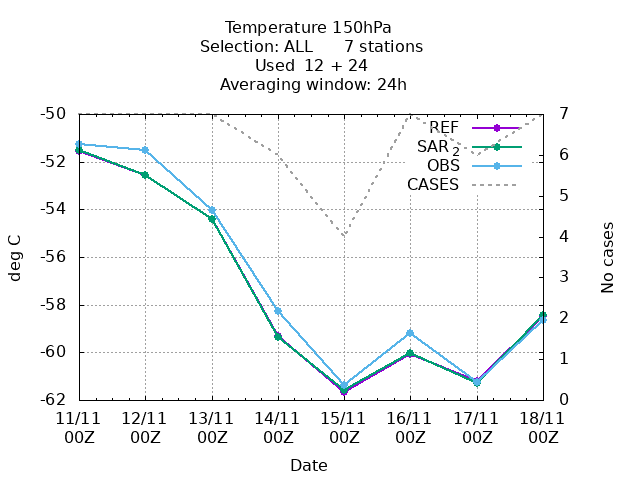 Temperature 150hPa
Selection: ALL 7 stations
Used 12 + 24
Averaging window: 24h
-50 7
REF
SAR 2
-52 6
OBS
CASES
5
-54
4
-56
deg C
No cases
3
-58
2
-60
1
-62 0
11/11 12/11 13/11 14/11 15/11 16/11 17/11 18/11
00Z 00Z 00Z 00Z 00Z 00Z 00Z 00Z
Date